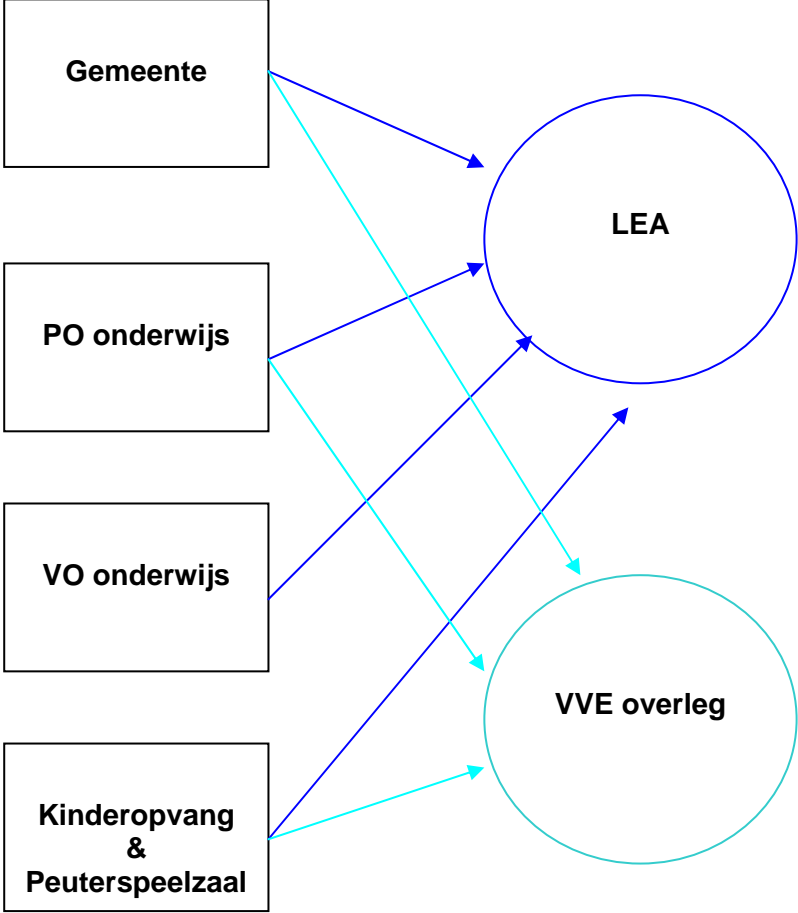 Gemeente
LEA
PO onderwijs
VO onderwijs
VVE overleg
Kinderopvang
&
Peuterspeelzaal